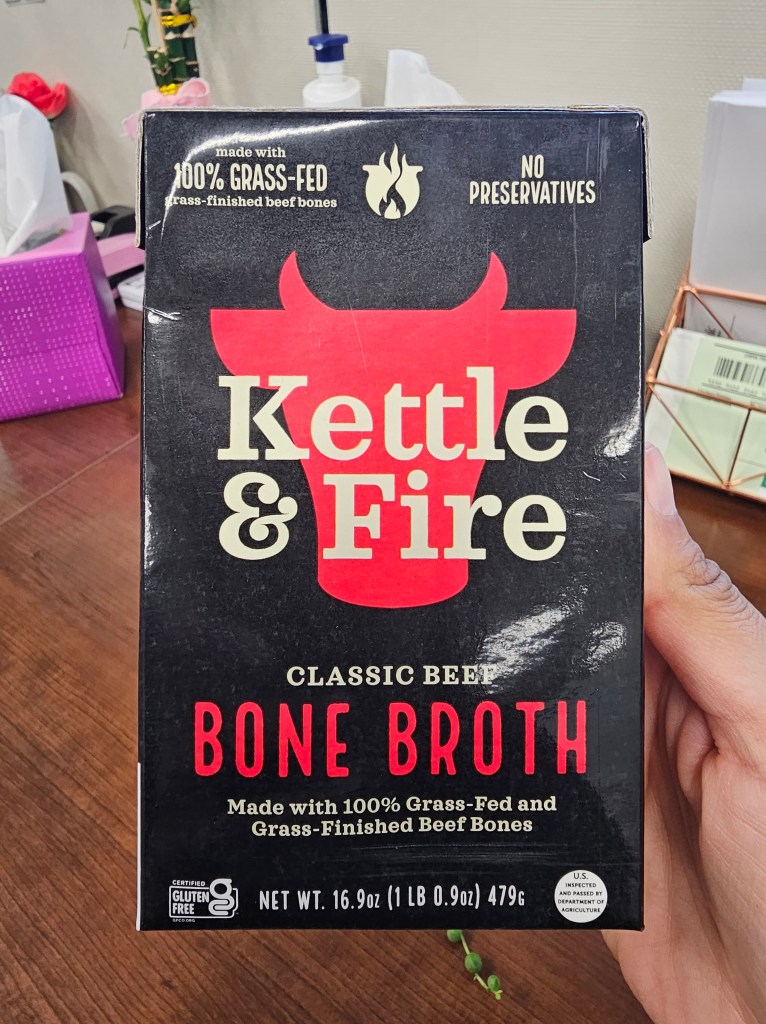 made with
100% GRASS-FED
grass-finished beef bones
NO
PRESERVATIVES
Kettle
& Fire
CLASSIC BEEF
BONE BROTH
Made with 100% Grass-Fed and
Grass-Finished Beef Bones
CERTIFIED
GLUTEN
FREE
GFCO.ORG
NET WT. 16.9oz (1 LB 0.9oz) 479G
U.S.
INSPECTED
AND PASSED BY
DEPARTMENT OF
AGRICULTURE